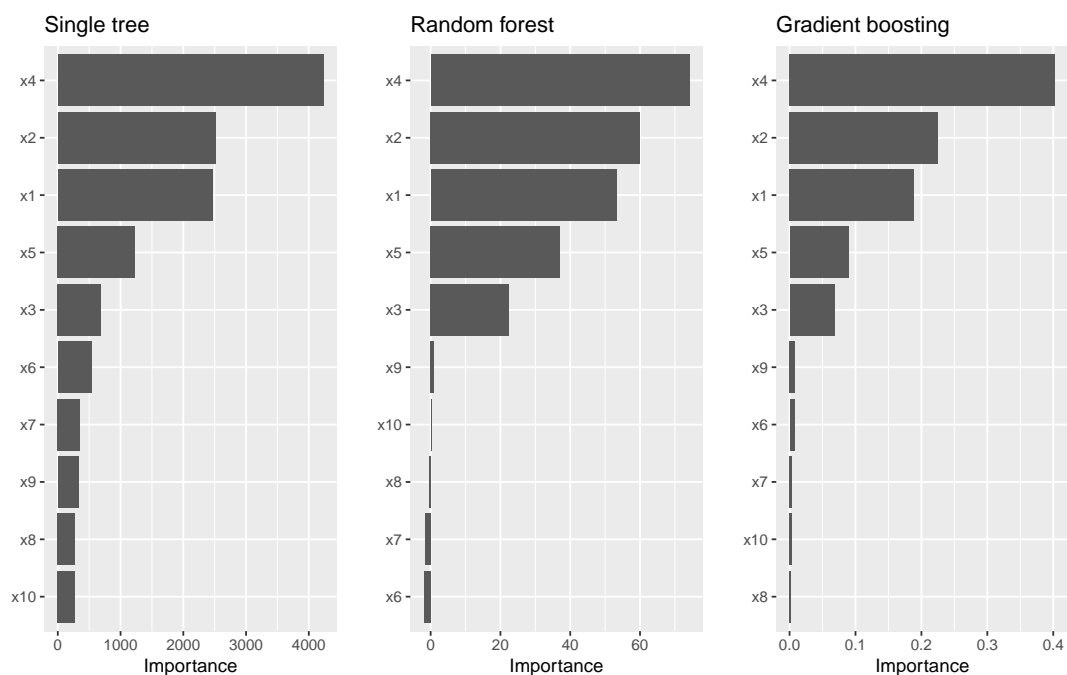 Single tree
x4
x2
x1
x5
x3
x6
x7
x9
x8
x10
0 1000 2000 3000 4000
Importance
Random forest
x4
x2
x1
x5
x3
x9
x10
x8
x7
x6
0 20 40 60
Importance
Gradient boosting
x4
x2
x1
x5
x3
x9
x6
x7
x10
x8
0.0 0.1 0.2 0.3 0.4
Importance